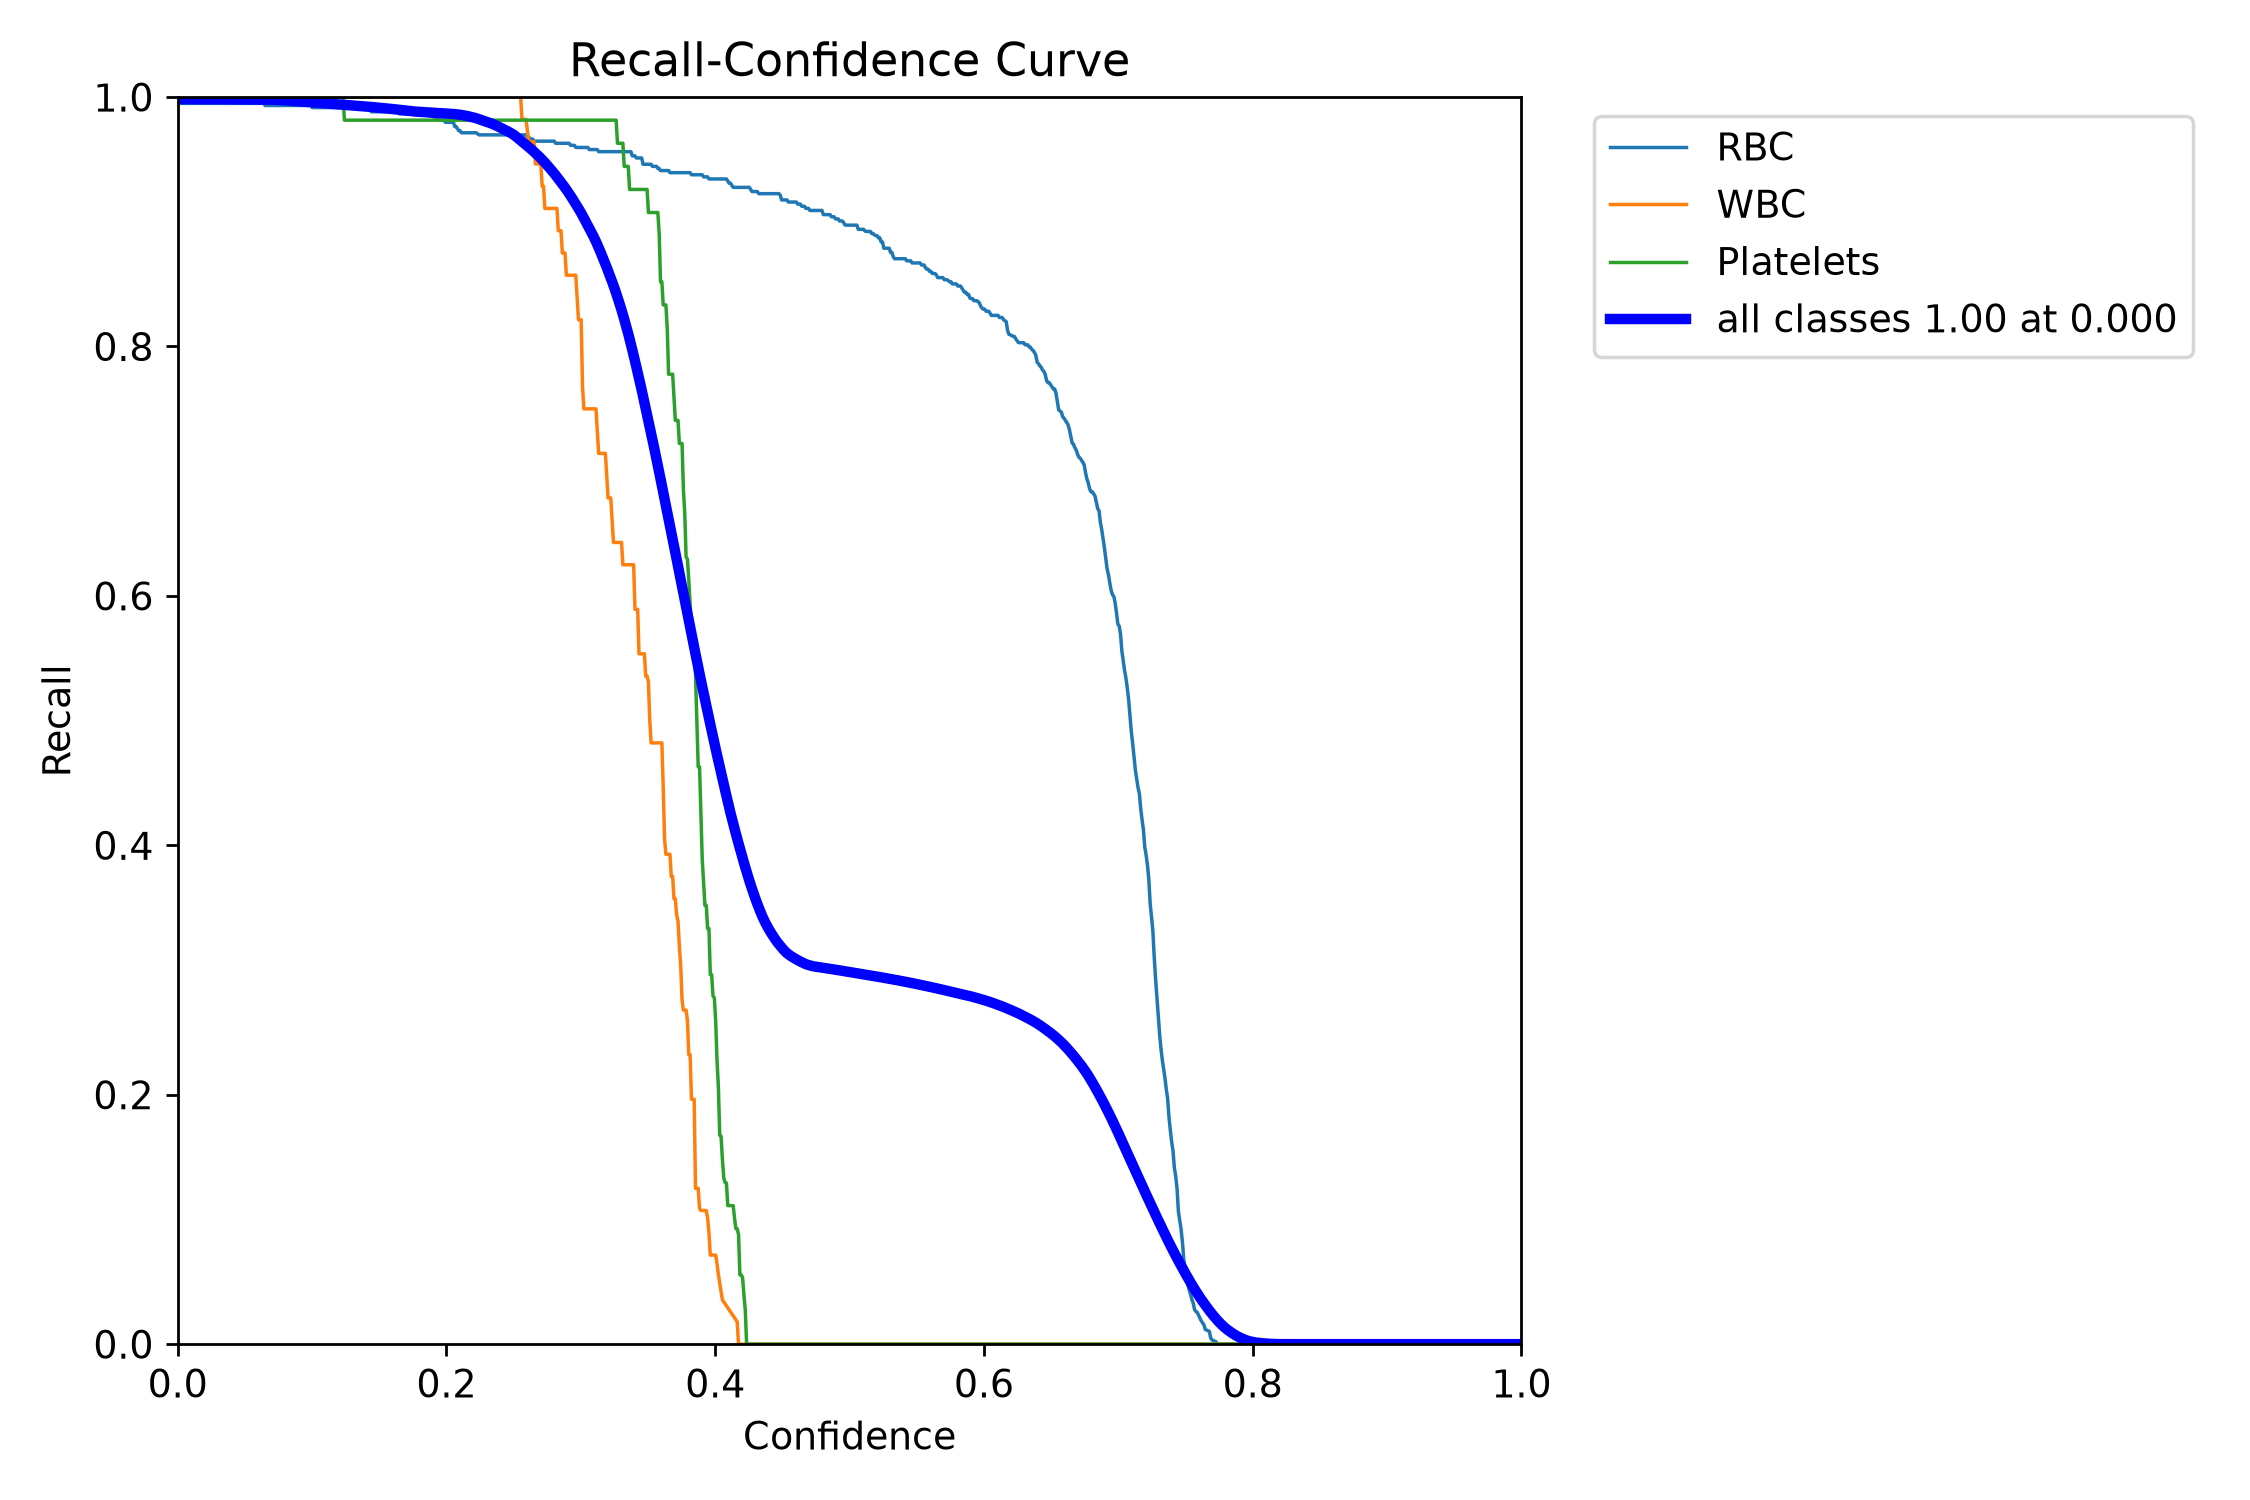 Recall-Confidence Curve
1.0
0.8
0.6
0.4
0.2
0.0
Recall
0.0 0.2 0.4 0.6 0.8 1.0
Confidence
RBC
WBC
Platelets
all classes 1.00 at 0.000